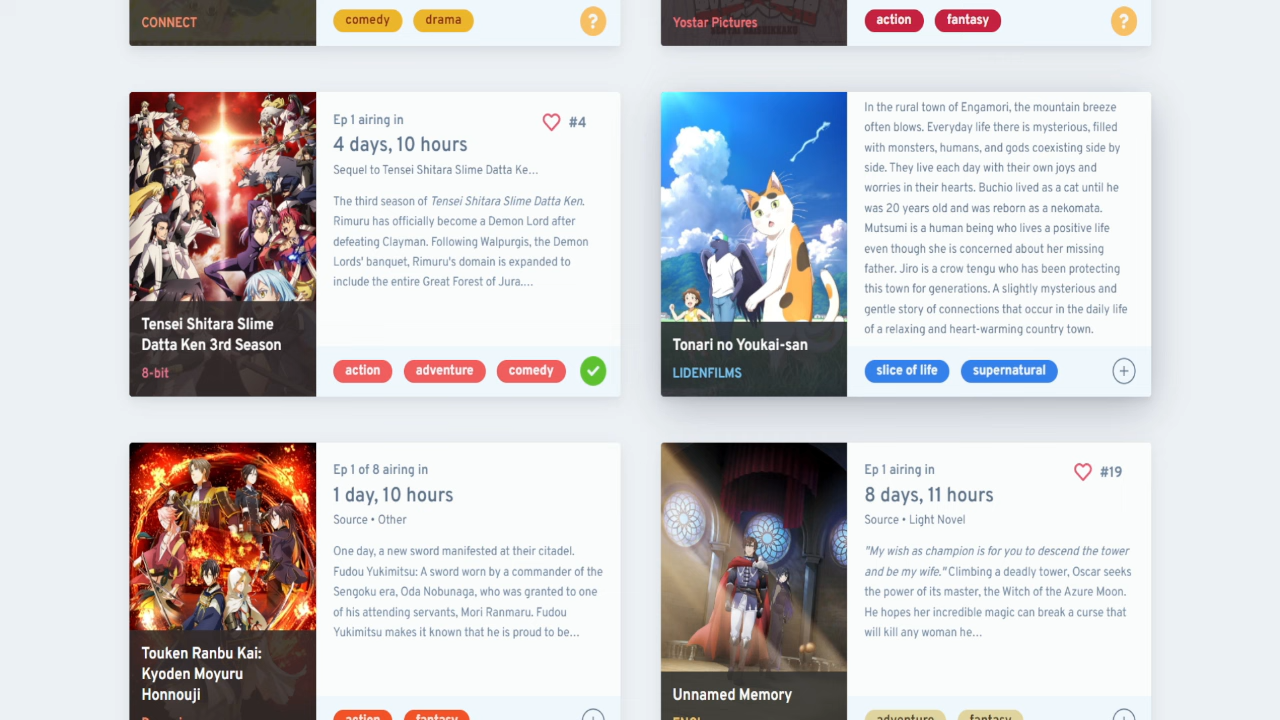 CONNECT
comedy
drama
?
Yostar Pictures
action
fantasy
?
Ep 1 airing in
#4
4 days, 10 hours
Sequel to Tensei Shitara Slime Datta Ke...
The third season of Tensei Shitara Slime Datta Ken.
Rimuru has officially become a Demon Lord after
defeating Clayman. Following Walpurgis, the Demon
Lords' banquet, Rimuru's domain is expanded to
include the entire Great Forest of Jura....
Tensei Shitara Slime
Datta Ken 3rd Season
8-bit
action
adventure
comedy
In the rural town of Engamori, the mountain breeze
often blows. Everyday life there is mysterious, filled
with monsters, humans, and gods coexisting side by
side. They live each day with their own joys and
worries in their hearts. Buchio lived as a cat until he
was 20 years old and was reborn as a nekomata.
Mutsumi is a human being who lives a positive life
even though she is concerned about her missing
father. Jiro is a crow tengu who has been protecting
this town for generations. A slightly mysterious and
gentle story of connections that occur in the daily life
of a relaxing and heart-warming country town.
Tonari no Youkai-san
LIDENFILMS
slice of life
supernatural
Ep 1 of 8 airing in
1 day, 10 hours
Source • Other
One day, a new sword manifested at their citadel.
Fudou Yukimitsu: A sword worn by a commander of the
Sengoku era, Oda Nobunaga, who was granted to one
of his attending servants, Mori Ranmaru. Fudou
Yukimitsu makes it known that he is proud to be...
Touken Ranbu Kai:
Kyoden Moyuru
Honnouji
action
fantasy
Ep 1 airing in
#19
8 days, 11 hours
Source • Light Novel
"My wish as champion is for you to descend the tower
and be my wife." Climbing a deadly tower, Oscar seeks
the power of its master, the Witch of the Azure Moon.
He hopes her incredible magic can break a curse that
will kill any woman he...
Unnamed Memory
adventure
fantasy